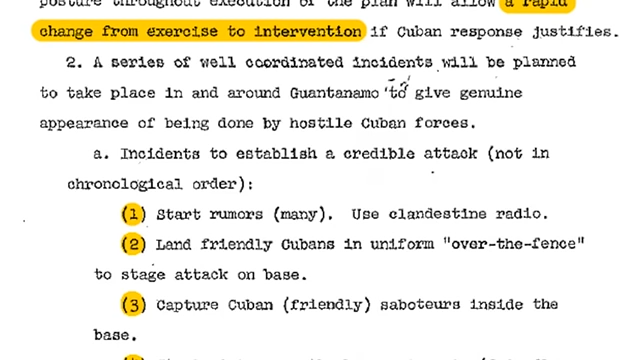 posture throughout execution of the plan will allow a rapid
change from exercise to intervention if Cuban response justifies.
2. A series of well coordinated incidents will be planned
to take place in and around Guantanamo to give genuine
appearance of being done by hostile Cuban forces.
a. Incidents to establish a credible attack (not in
chronological order):
(1) Start rumors (many). Use clandestine radio.
(2) Land friendly Cubans in uniform "over-the-fence"
to stage attack on base.
(3) Capture Cuban (friendly) saboteurs inside the
base.